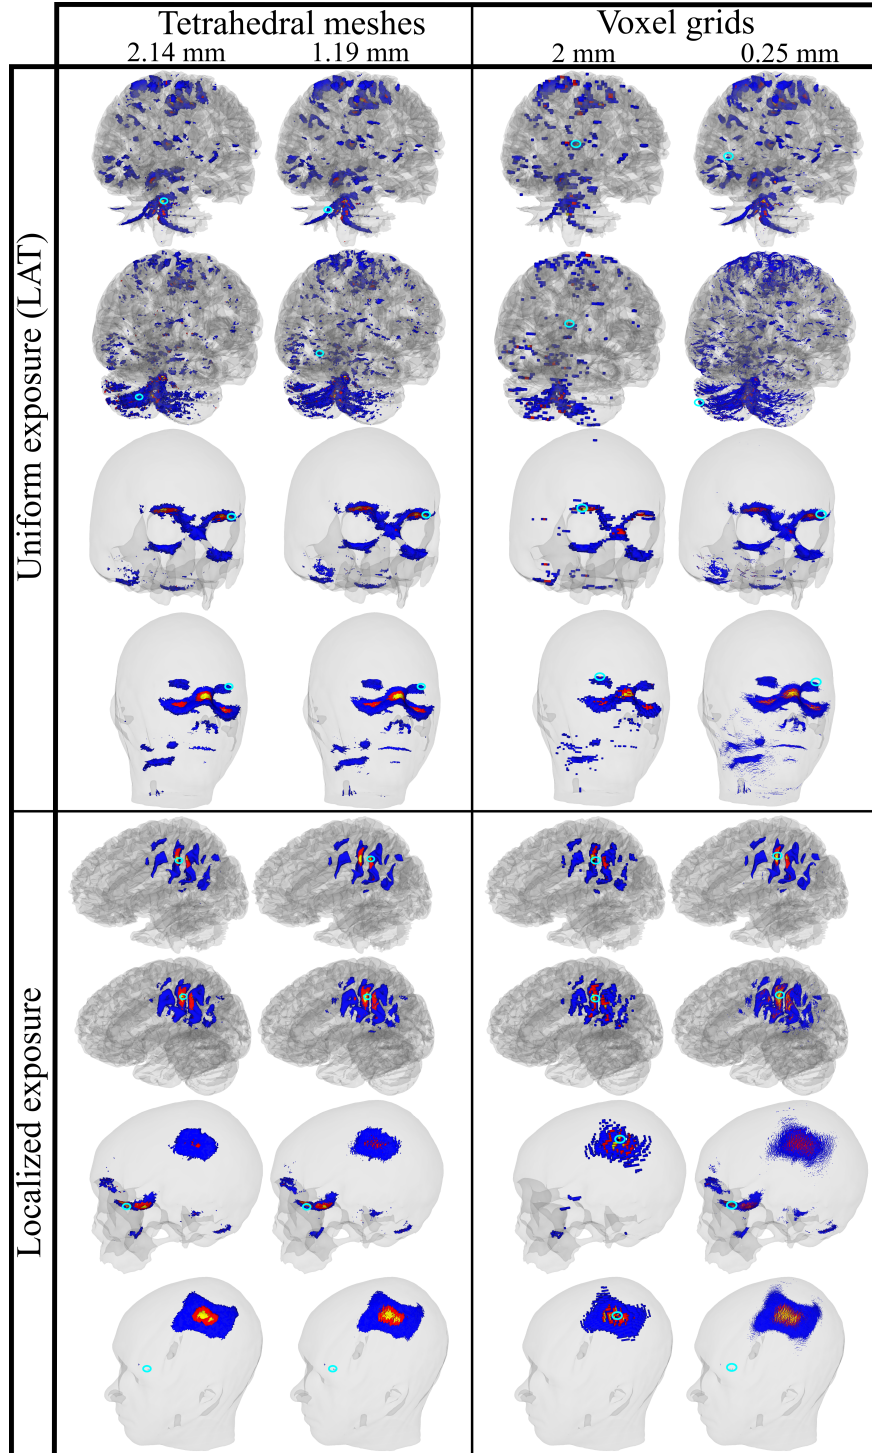 Tetrahedral meshes
Voxel grids
2.14 mm
1.19 mm
2 mm
0.25 mm
Uniform exposure (LAT)
Localized exposure